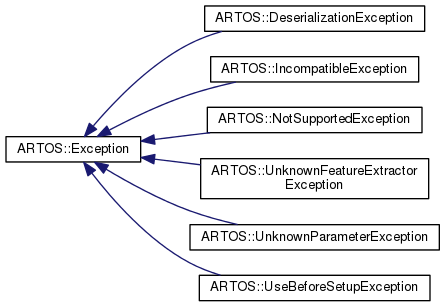 ARTOS::DeserializationException
ARTOS::IncompatibleException
ARTOS::NotSupportedException
ARTOS::Exception
ARTOS::UnknownFeatureExtractor
Exception
ARTOS::UnknownParameterException
ARTOS::UseBeforeSetupException